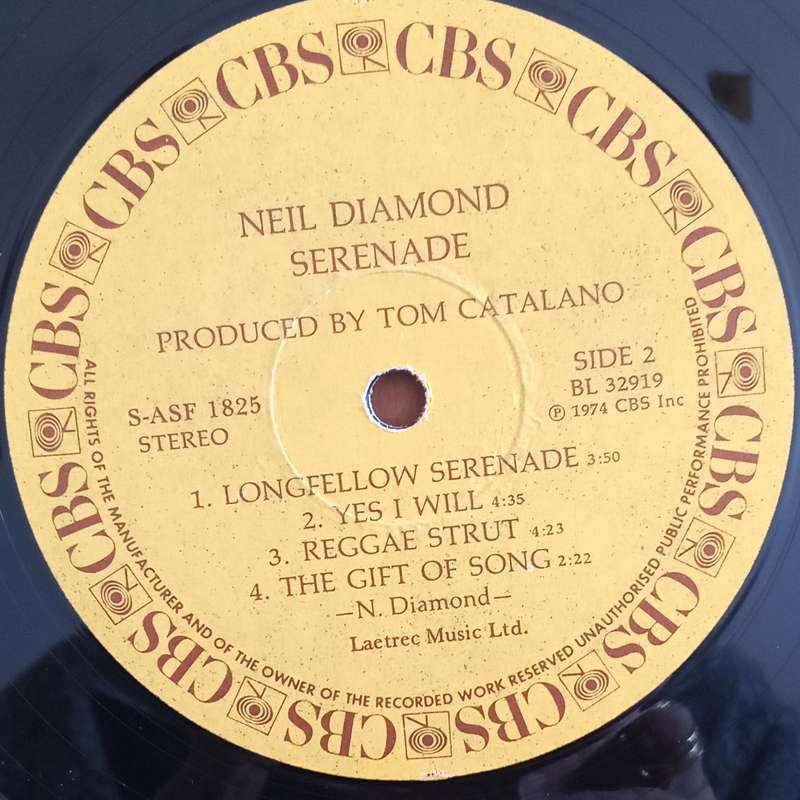 CBS CBS CBS CBS CBS CBS CBS CBS CBS CBS CBS CBS
NEIL DIAMOND
SERENADE
PRODUCED BY TOM CATALANO
S-ASF 1825
STEREO
SIDE 2
BL 32919
Ⓟ 1974 CBS Inc
1. LONGFELLOW SERENADE 3:50
2. YES I WILL 4:35
3. REGGAE STRUT 4:23
4. THE GIFT OF SONG 2:22
—N. Diamond—
Laetrec Music Ltd.
ALL RIGHTS OF THE MANUFACTURER AND OF THE OWNER OF THE RECORDED WORK RESERVED UNAUTHORISED PUBLIC PERFORMANCE PROHIBITED